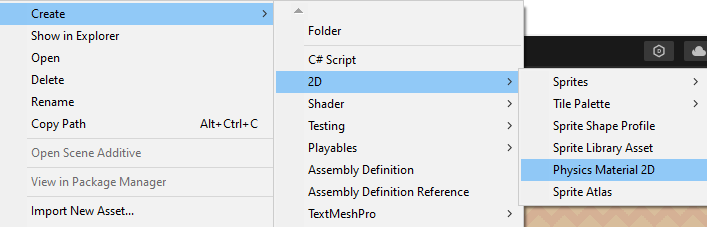 Create
Show in Explorer
Open
Delete
Rename
Copy Path Alt+Ctrl+C
Open Scene Additive
View in Package Manager
Import New Asset...
Folder
C# Script
2D
Shader
Testing
Playables
Assembly Definition
Assembly Definition Reference
TextMeshPro
Sprites
Tile Palette
Sprite Shape Profile
Sprite Library Asset
Physics Material 2D
Sprite Atlas